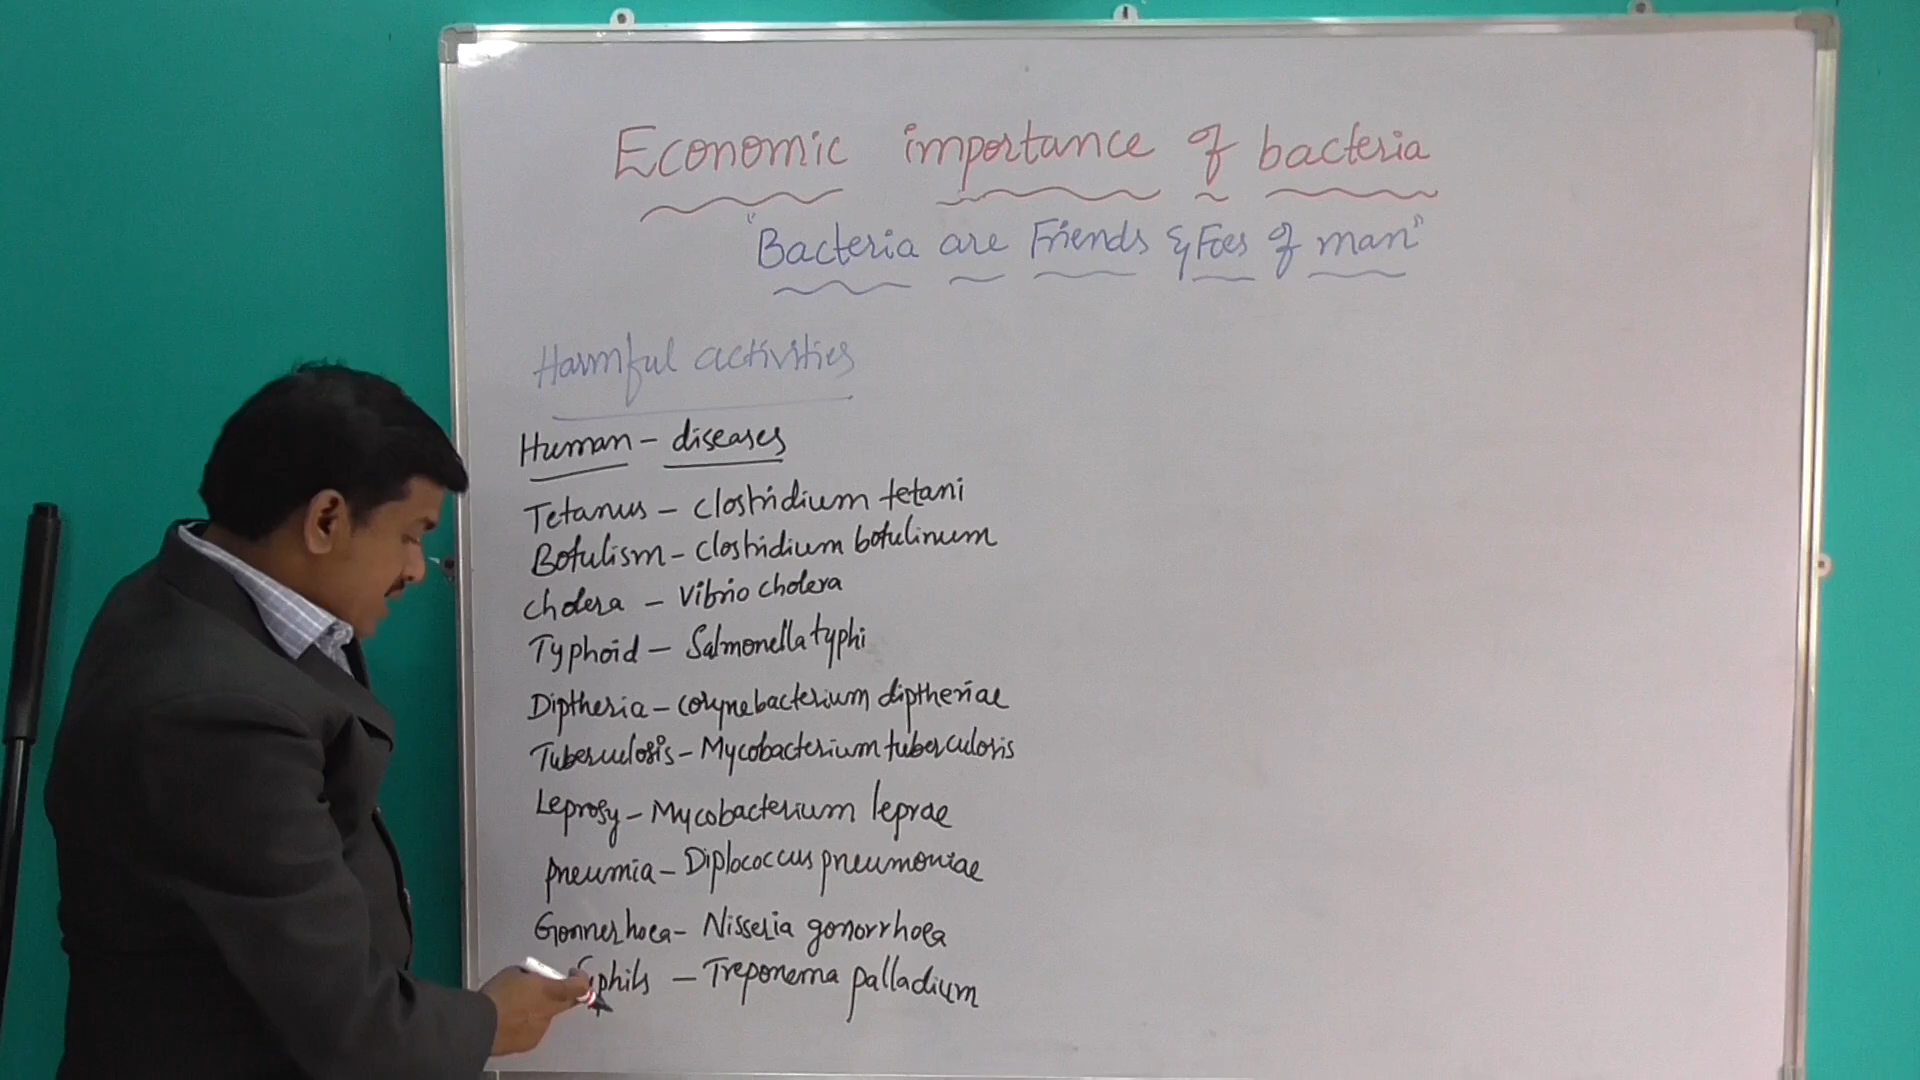 Economic importance of bacteria
"Bacteria are Friends & Foes of man"
Harmful activities
Human - diseases
Tetanus - Clostridium tetani
Botulism - Clostridium botulinum
Cholera - Vibrio cholera
Typhoid - Salmonella typhi
Diptheria - Corynebacterium diptheriae
Tuberculosis - Mycobacterium tuberculosis
Leprosy - Mycobacterium leprae
Pneumia - Diplococcus pneumoniae
Gonnerhoea - Nisseria gonorrhoea
- Treponema palladium